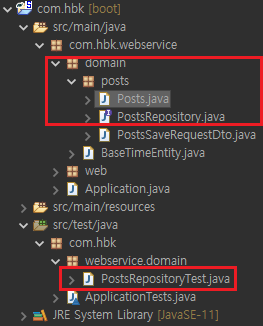 com.hbk [boot]
src/main/java
com.hbk.webservice
domain
posts
Posts.java
PostsRepository.java
PostsSaveRequestDto.java
BaseTimeEntity.java
web
Application.java
src/main/resources
src/test/java
com.hbk
webservice.domain
PostsRepositoryTest.java
ApplicationTests.java
JRE System Library [JavaSE-11]